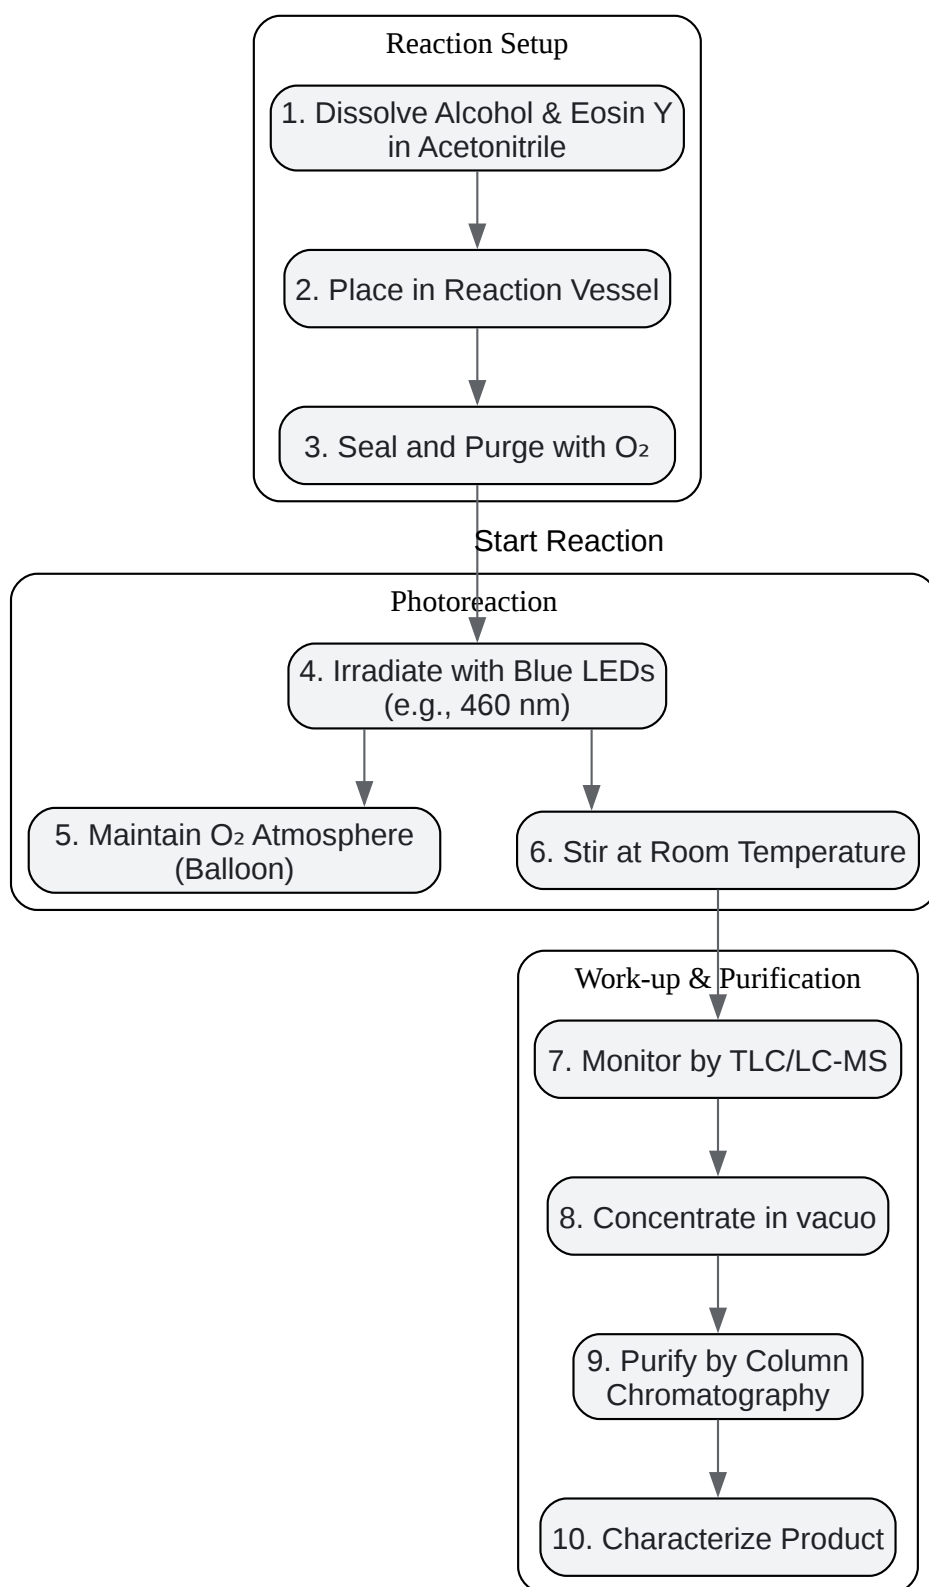 Reaction Setup
1. Dissolve Alcohol & Eosin Y
in Acetonitrile
2. Place in Reaction Vessel
3. Seal and Purge with O₂
Start Reaction
Photoreaction
4. Irradiate with Blue LEDs
(e.g., 460 nm)
5. Maintain O₂ Atmosphere
(Balloon)
6. Stir at Room Temperature
Work-up & Purification
7. Monitor by TLC/LC-MS
8. Concentrate in vacuo
9. Purify by Column
Chromatography
10. Characterize Product